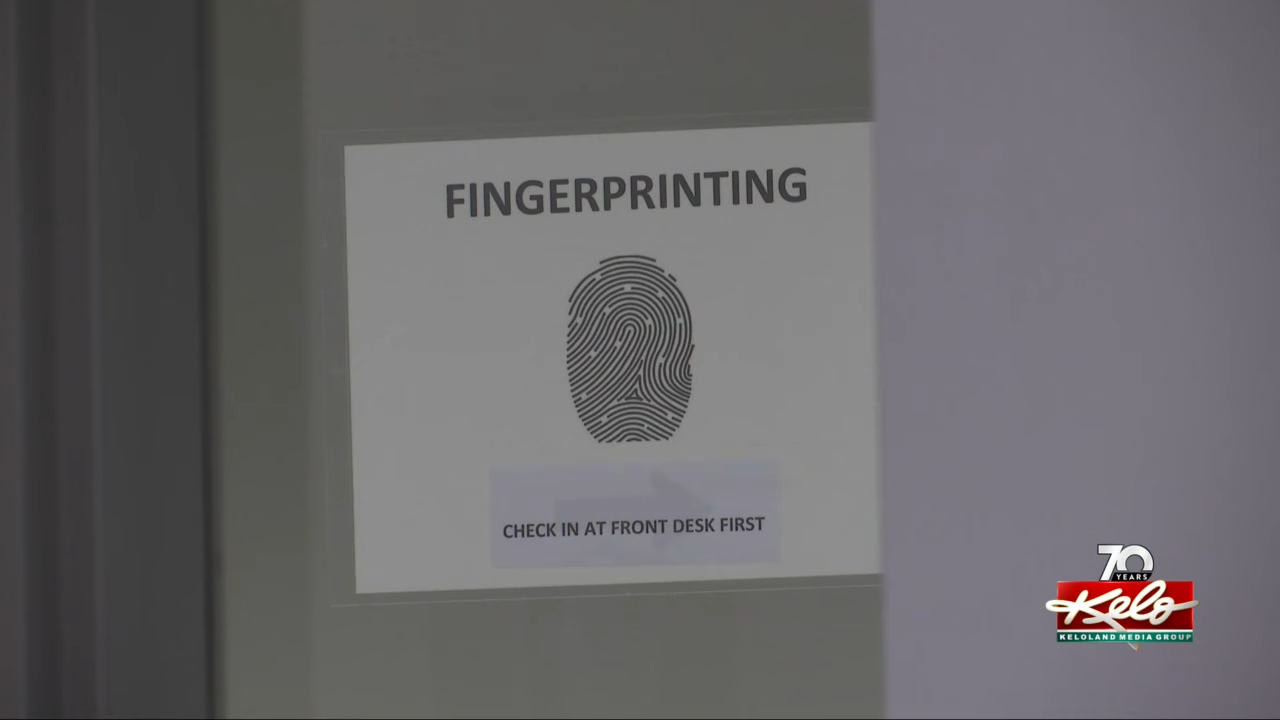 FINGERPRINTING
CHECK IN AT FRONT DESK FIRST
70
YEARS
Kelo
KELOLAND MEDIA GROUP